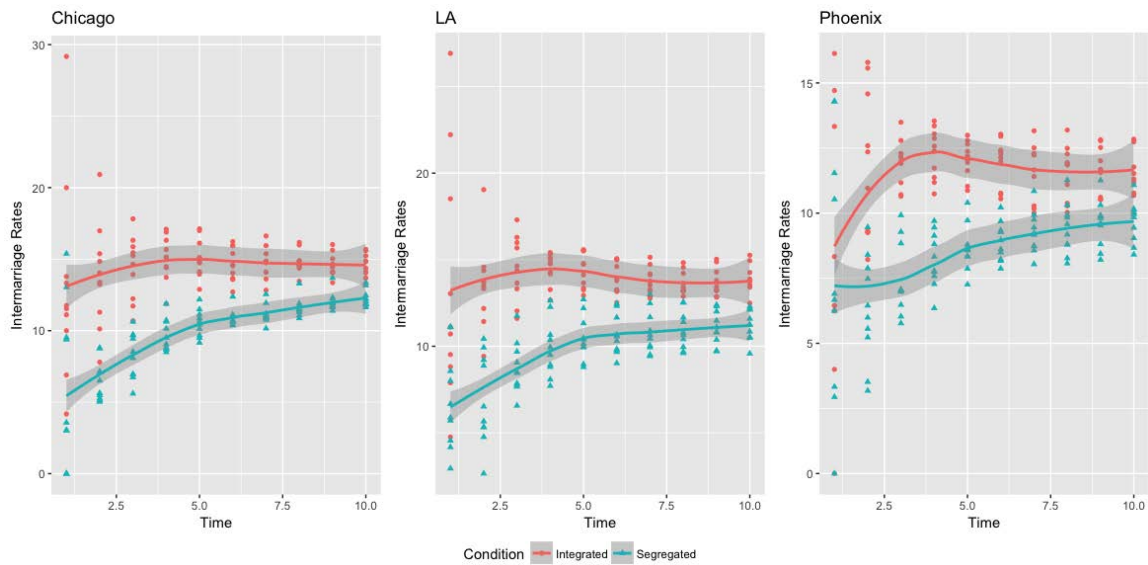 Chicago
LA
Phoenix
Intermarriage Rates
30
20
10
0
2.5 5.0 7.5 10.0
Time
Intermarriage Rates
20
10
2.5 5.0 7.5 10.0
Time
Intermarriage Rates
15
10
5
0
2.5 5.0 7.5 10.0
Time
Condition Integrated Segregated